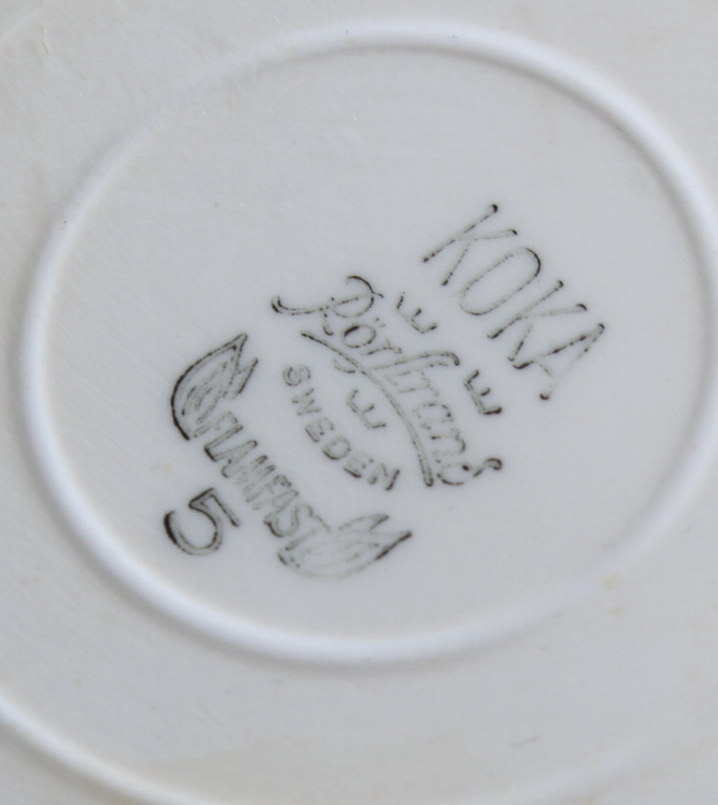 KOKA
Rörstrand
SWEDEN
FLAMFAST
5